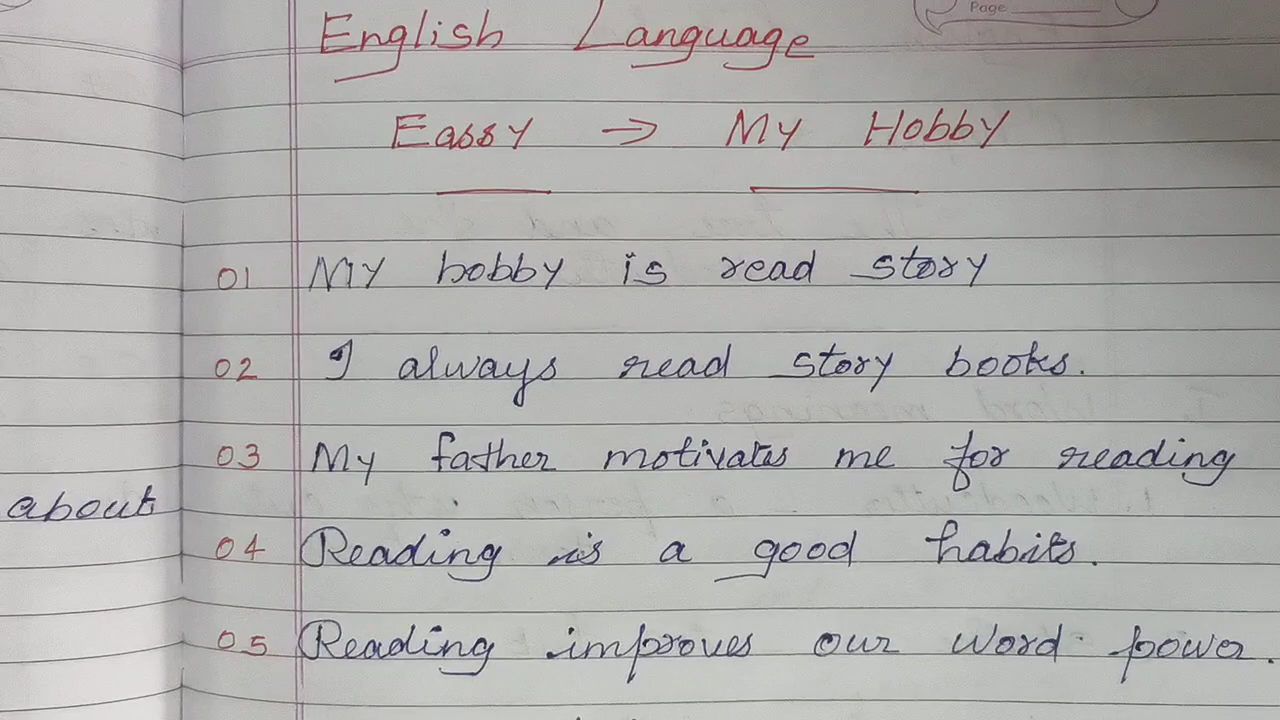 Page
English Language
Eassy → My Hobby
01 My hobby is read story
02 I always read story books.
03 My father motivates me for reading
about
04 Reading is a good habits.
05 Reading improves our word power.